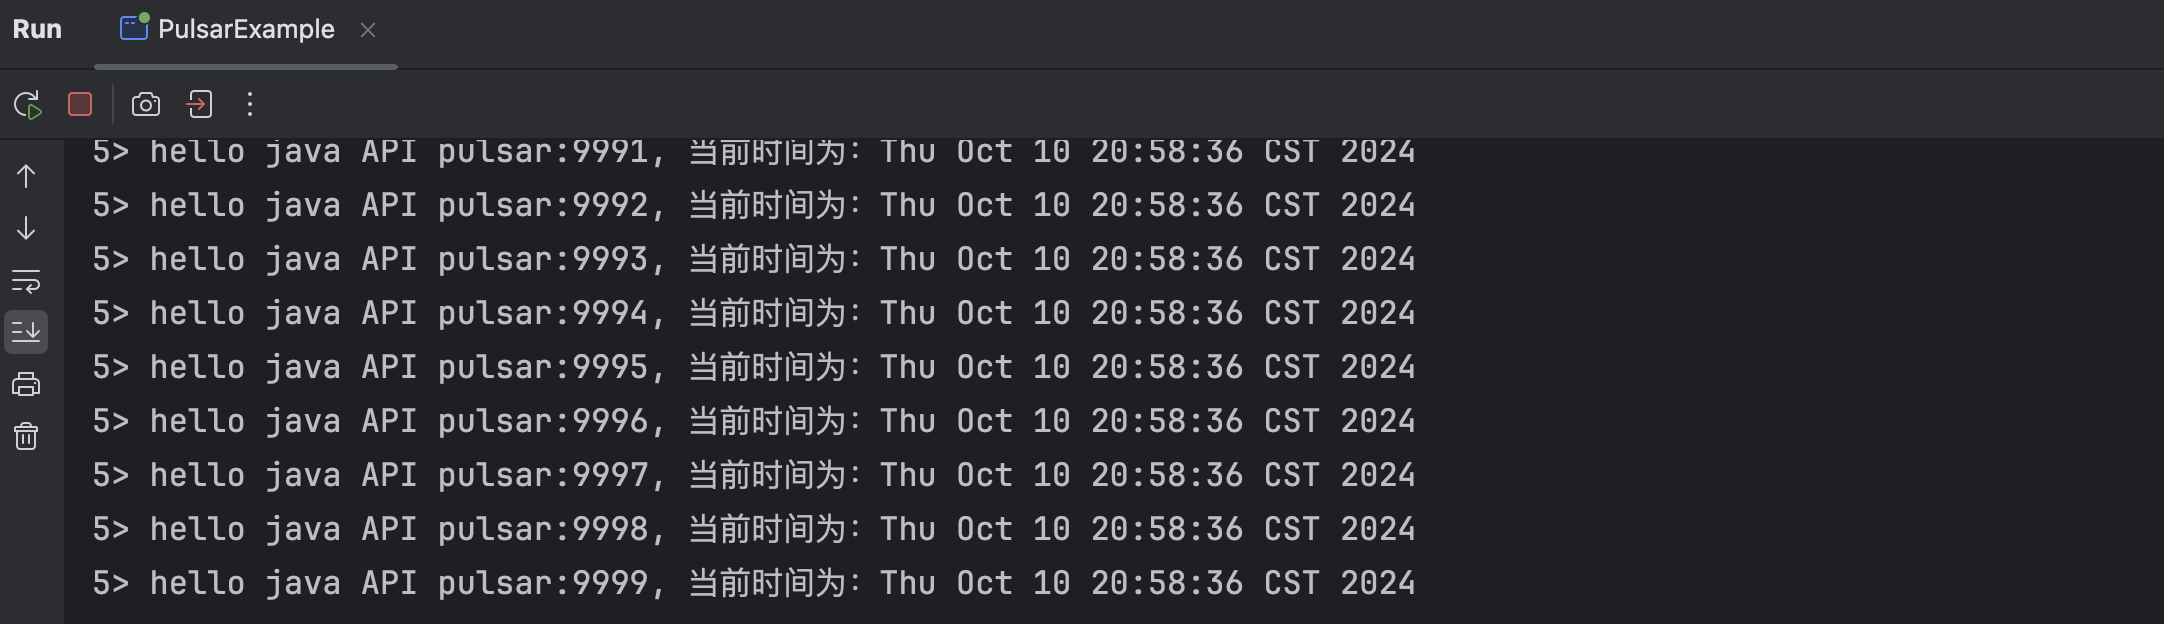 Run PulsarExample
5> hello java API pulsar:9991, 当前时间为：Thu Oct 10 20:58:36 CST 2024
5> hello java API pulsar:9992, 当前时间为：Thu Oct 10 20:58:36 CST 2024
5> hello java API pulsar:9993, 当前时间为：Thu Oct 10 20:58:36 CST 2024
5> hello java API pulsar:9994, 当前时间为：Thu Oct 10 20:58:36 CST 2024
5> hello java API pulsar:9995, 当前时间为：Thu Oct 10 20:58:36 CST 2024
5> hello java API pulsar:9996, 当前时间为：Thu Oct 10 20:58:36 CST 2024
5> hello java API pulsar:9997, 当前时间为：Thu Oct 10 20:58:36 CST 2024
5> hello java API pulsar:9998, 当前时间为：Thu Oct 10 20:58:36 CST 2024
5> hello java API pulsar:9999, 当前时间为：Thu Oct 10 20:58:36 CST 2024